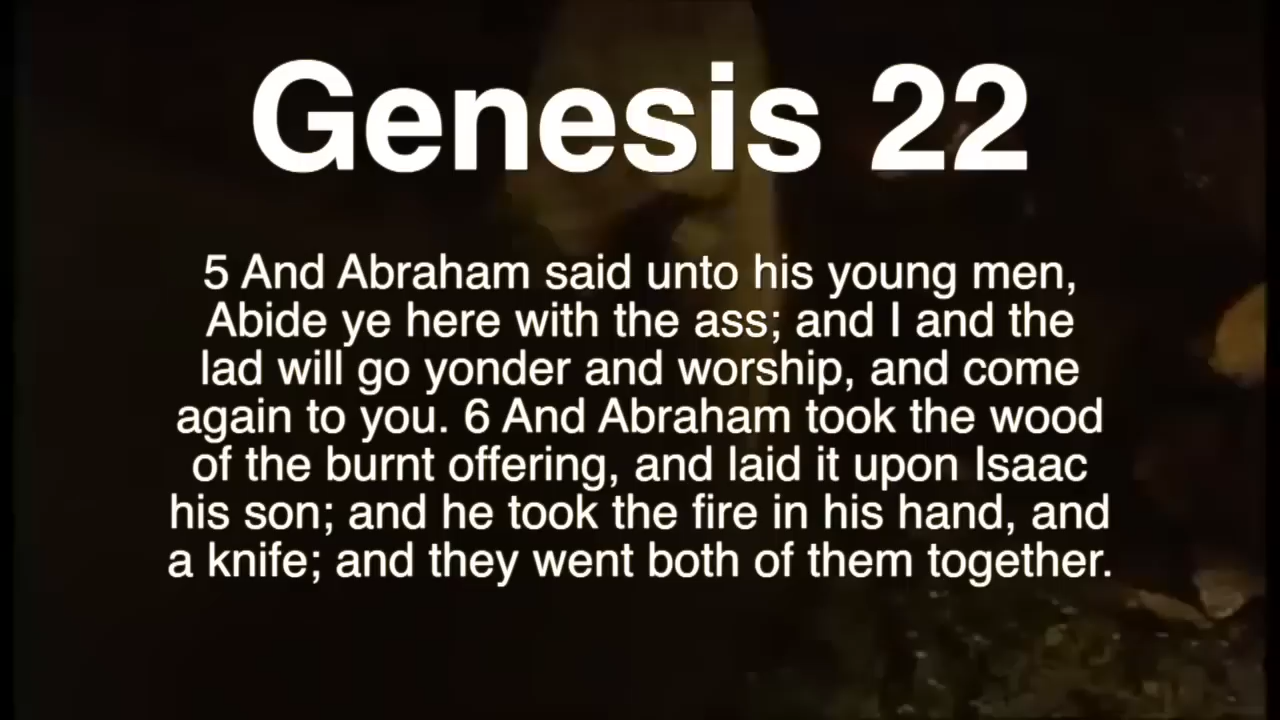 Genesis 22
5 And Abraham said unto his young men,
Abide ye here with the ass; and I and the
lad will go yonder and worship, and come
again to you. 6 And Abraham took the wood
of the burnt offering, and laid it upon Isaac
his son; and he took the fire in his hand, and
a knife; and they went both of them together.